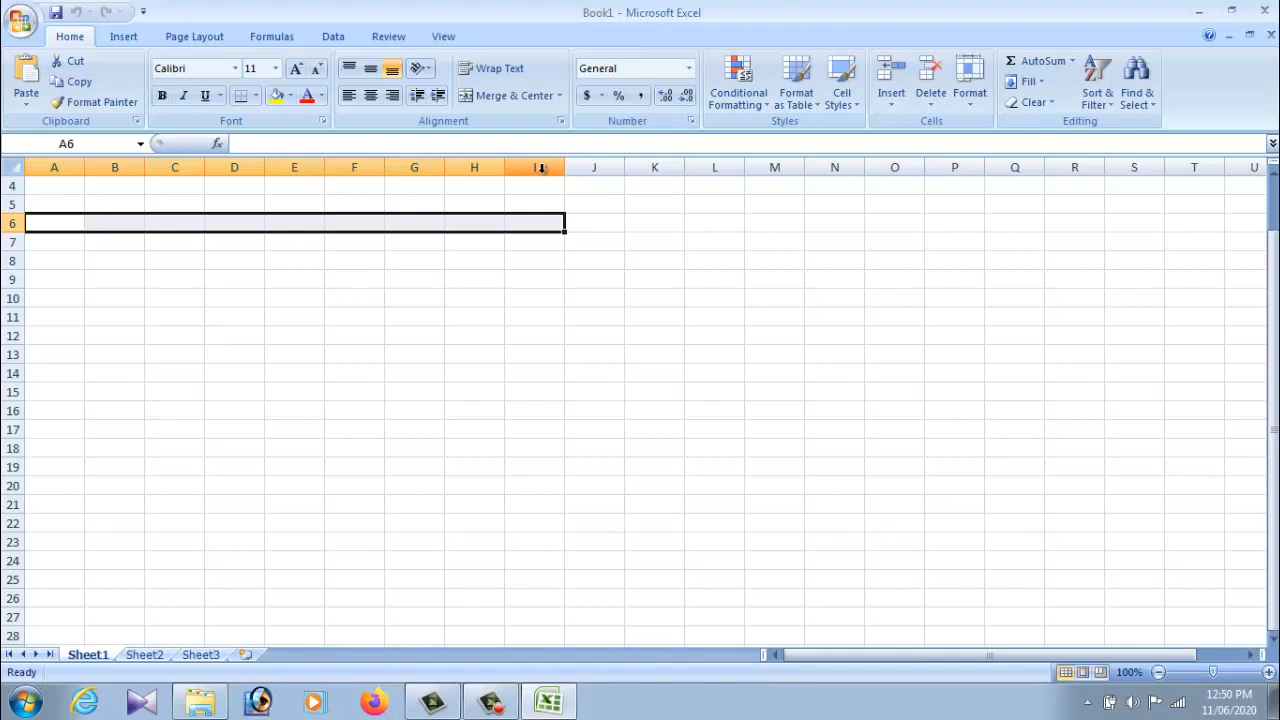 Book1 - Microsoft Excel
Home Insert Page Layout Formulas Data Review View
Paste
Cut
Copy
Format Painter
Clipboard
Calibri 11
B I U A
Font
Wrap Text
Merge & Center
Alignment
General
$ % ,
Number
Conditional Formatting
Format as Table
Cell Styles
Styles
Insert Delete Format
Cells
Σ AutoSum
Fill
Clear
Sort & Filter
Find & Select
Editing
A6 fx
A B C D E F G H I J K L M N O P Q R S T U
4
5
6
7
8
9
10
11
12
13
14
15
16
17
18
19
20
21
22
23
24
25
26
27
28
Sheet1 Sheet2 Sheet3
Ready 100%
12:50 PM
11/06/2020